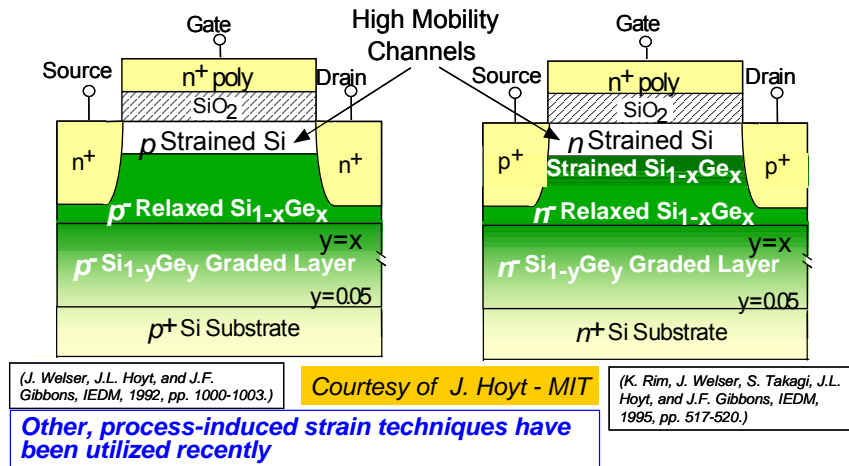 High Mobility
Channels
Gate
Source
Drain
n+ poly
SiO2
p Strained Si
n+
n+
p- Relaxed Si1-xGex
y=x
p- Si1-yGey Graded Layer
y=0.05
p+ Si Substrate
Gate
Source
Drain
n+ poly
SiO2
n Strained Si
p+
p+
Strained Si1-xGex
n- Relaxed Si1-xGex
y=x
n- Si1-yGey Graded Layer
y=0.05
n+ Si Substrate
(J. Welser, J.L. Hoyt, and J.F.
Gibbons, IEDM, 1992, pp. 1000-1003.)
Courtesy of J. Hoyt - MIT
(K. Rim, J. Welser, S. Takagi, J.L.
Hoyt, and J.F. Gibbons, IEDM,
1995, pp. 517-520.)
Other, process-induced strain techniques have
been utilized recently